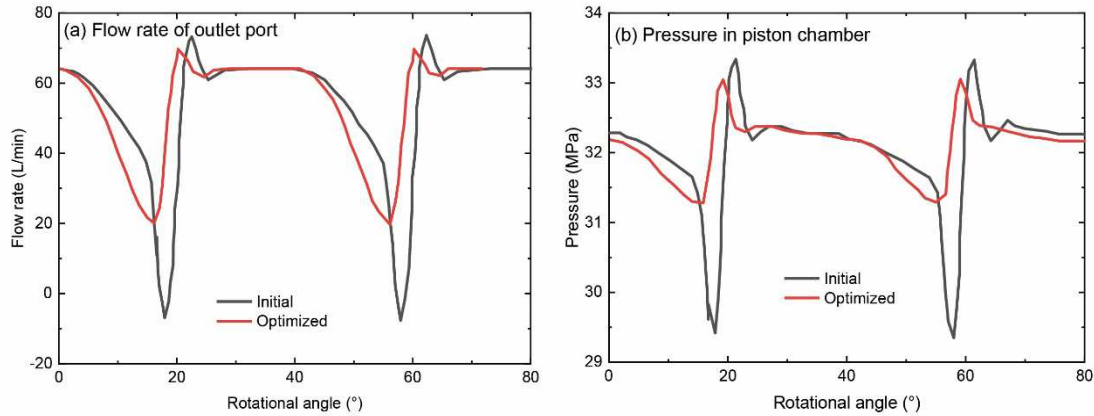 (a) Flow rate of outlet port
80
60
40
20
0
-20
Flow rate (L/min)
Initial
Optimized
0
20
40
60
80
Rotational angle (°)
(b) Pressure in piston chamber
34
33
32
31
30
29
Pressure (MPa)
Initial
Optimized
0
20
40
60
80
Rotational angle (°)